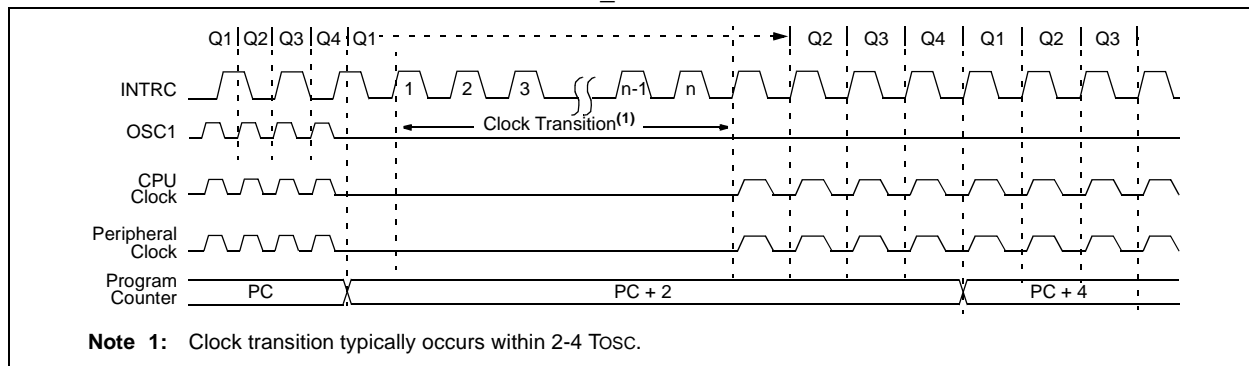 Q1 Q2 Q3 Q4 Q1 Q2 Q3 Q4 Q1 Q2 Q3
INTRC 1 2 3 n-1 n
OSC1 Clock Transition(1)
CPU
Clock
Peripheral
Clock
Program
Counter PC PC + 2 PC + 4
Note 1: Clock transition typically occurs within 2-4 TOSC.